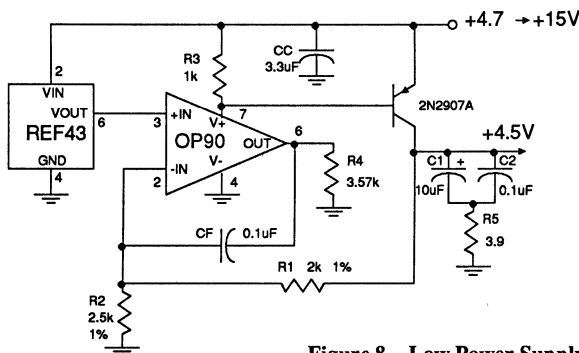 +4.7 → +15V
R3
1k
CC
3.3uF
2
VIN
VOUT
6
REF43
GND
4
3
+IN
V+
7
OP90
OUT
6
-IN
2
V-
4
2N2907A
+4.5V
R4
3.57k
C1
+
C2
10uF
0.1uF
CF
0.1uF
R5
3.9
R1 2k 1%
R2
2.5k
1%
Figure 8. Low Power Supply